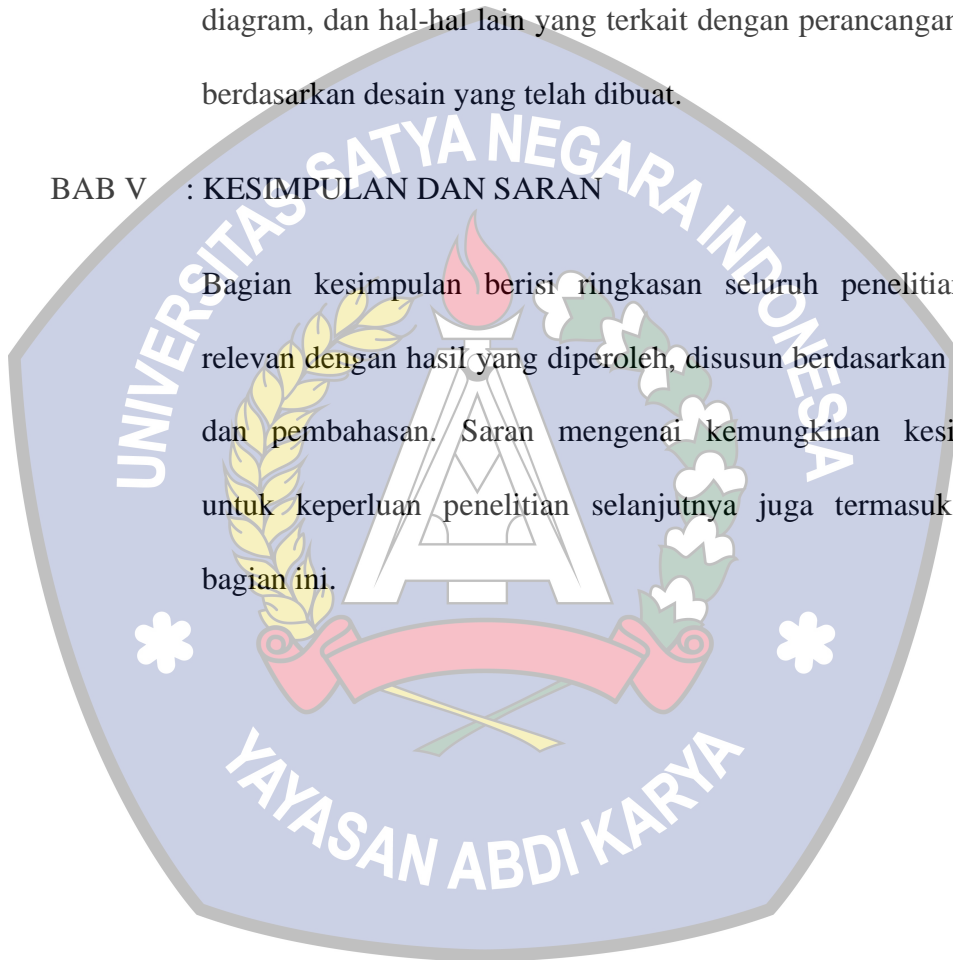 diagram, dan hal-hal lain yang terkait dengan perancangan
berdasarkan desain yang telah dibuat.
UNIVERSITAS SATYA NEGARA INDONESIA
BAB V : KESIMPULAN DAN SARAN
Bagian kesimpulan berisi ringkasan seluruh penelitian
relevan dengan hasil yang diperoleh, disusun berdasarkan
dan pembahasan. Saran mengenai kemungkinan kesi
untuk keperluan penelitian selanjutnya juga termasuk
bagian ini.
YAYASAN ABDI KARYA